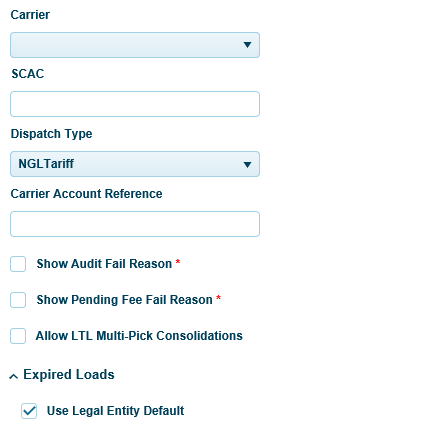 Carrier
SCAC
Dispatch Type
NGLTariff
Carrier Account Reference
Show Audit Fail Reason *
Show Pending Fee Fail Reason *
Allow LTL Multi-Pick Consolidations
Expired Loads
Use Legal Entity Default